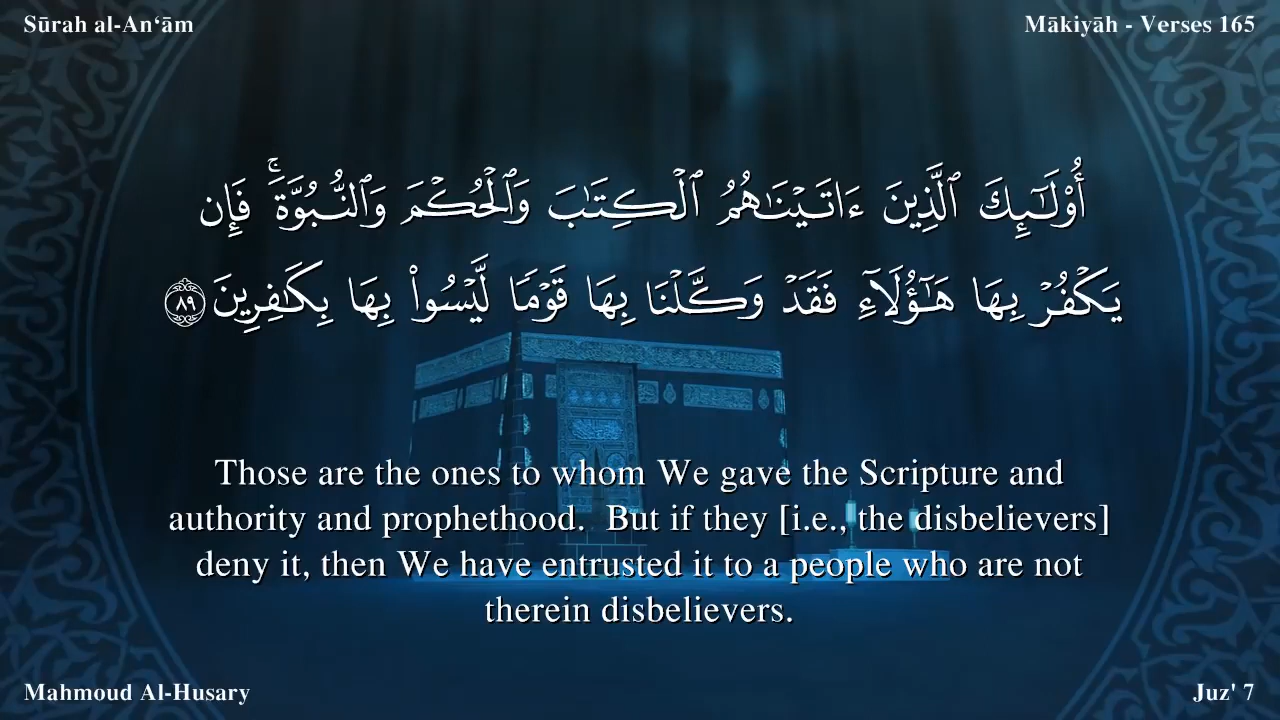 Sūrah al-An‘ām
Mākiyāh - Verses 165
أُو۟لَـٰٓئِكَ ٱلَّذِينَ ءَاتَيْنَـٰهُمُ ٱلْكِتَـٰبَ وَٱلْحُكْمَ وَٱلنُّبُوَّةَ ۚ فَإِن
يَكْفُرْ بِهَا هَـٰٓؤُلَآءِ فَقَدْ وَكَّلْنَا بِهَا قَوْمًا لَّيْسُوا۟ بِهَا بِكَـٰفِرِينَ ٨٩
Those are the ones to whom We gave the Scripture and
authority and prophethood.  But if they [i.e., the disbelievers]
deny it, then We have entrusted it to a people who are not
therein disbelievers.
Mahmoud Al-Husary
Juz' 7